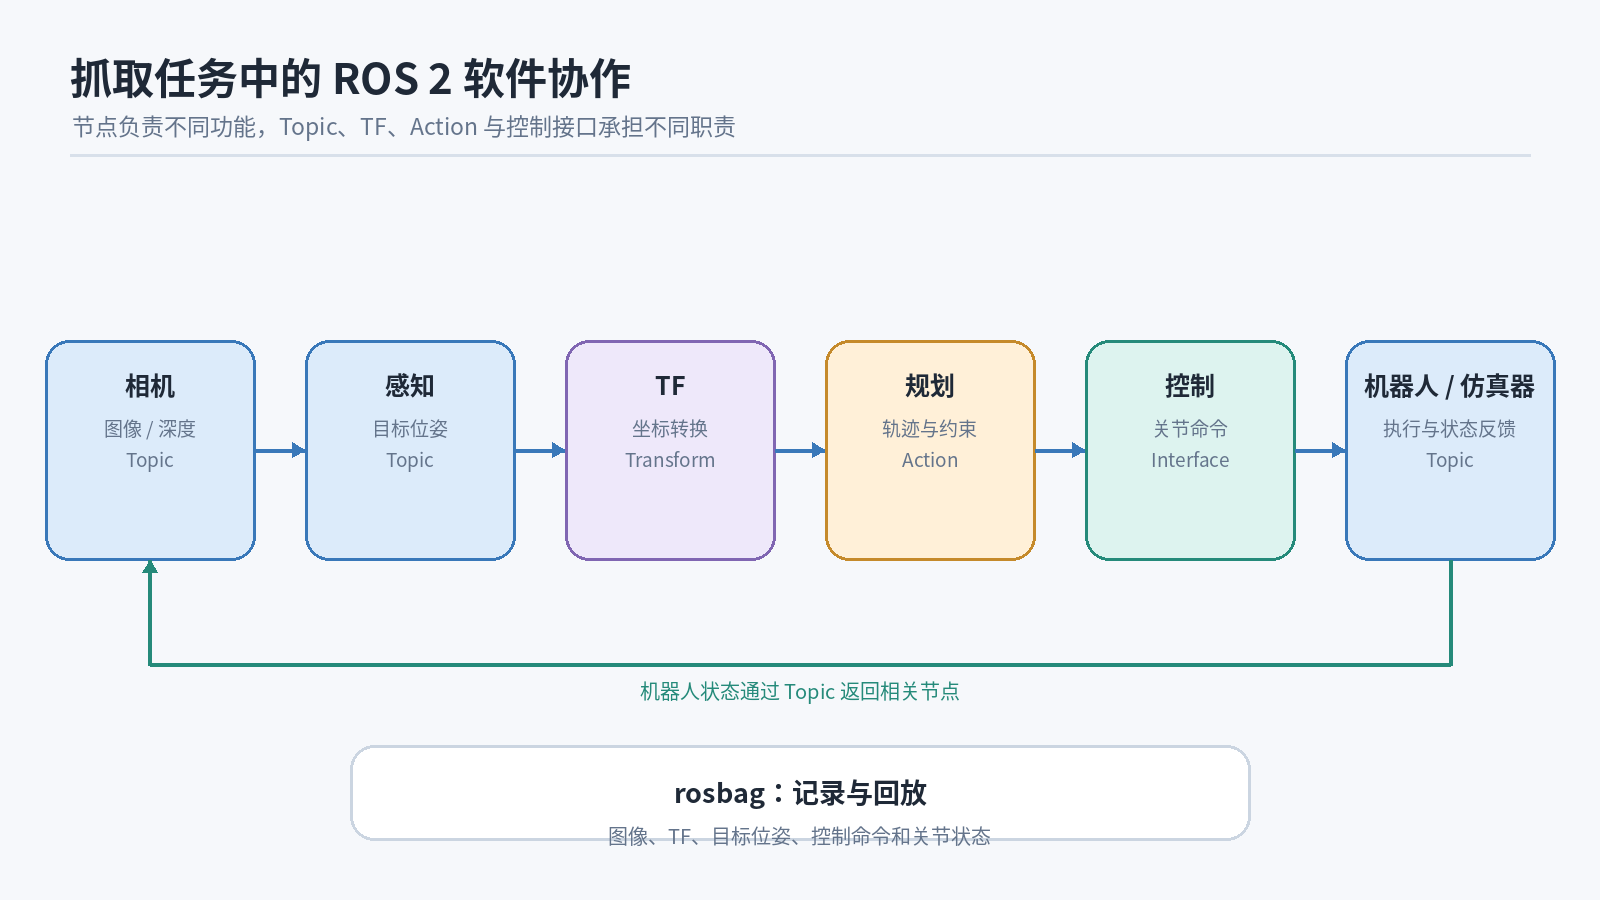 抓取任务中的 ROS 2 软件协作
节点负责不同功能，Topic、TF、Action 与控制接口承担不同职责
相机
图像 / 深度
Topic
感知
目标位姿
Topic
TF
坐标转换
Transform
规划
轨迹与约束
Action
控制
关节命令
Interface
机器人 / 仿真器
执行与状态反馈
Topic
机器人状态通过 Topic 返回相关节点
rosbag：记录与回放
图像、TF、目标位姿、控制命令和关节状态